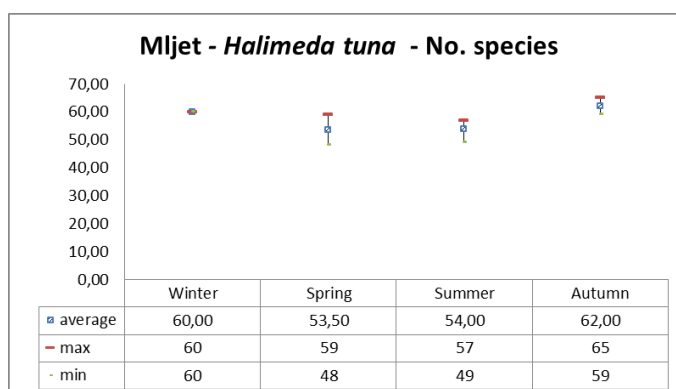 Mljet - Halimeda tuna - No. species
70,00
60,00
50,00
40,00
30,00
20,00
10,00
0,00
Winter Spring Summer Autumn
average 60,00 53,50 54,00 62,00
max 60 59 57 65
min 60 48 49 59